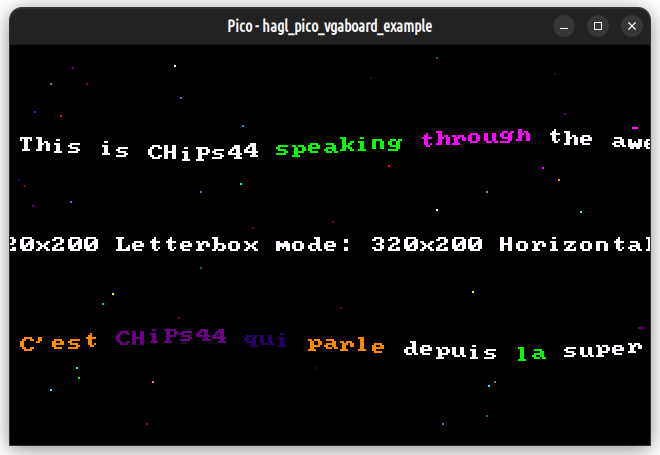 Pico - hagl_pico_vgaboard_example
This is CHiPs44 speaking through the awe
20x200 Letterbox mode: 320x200 Horizontal
C'est CHiPs44 qui parle depuis la super